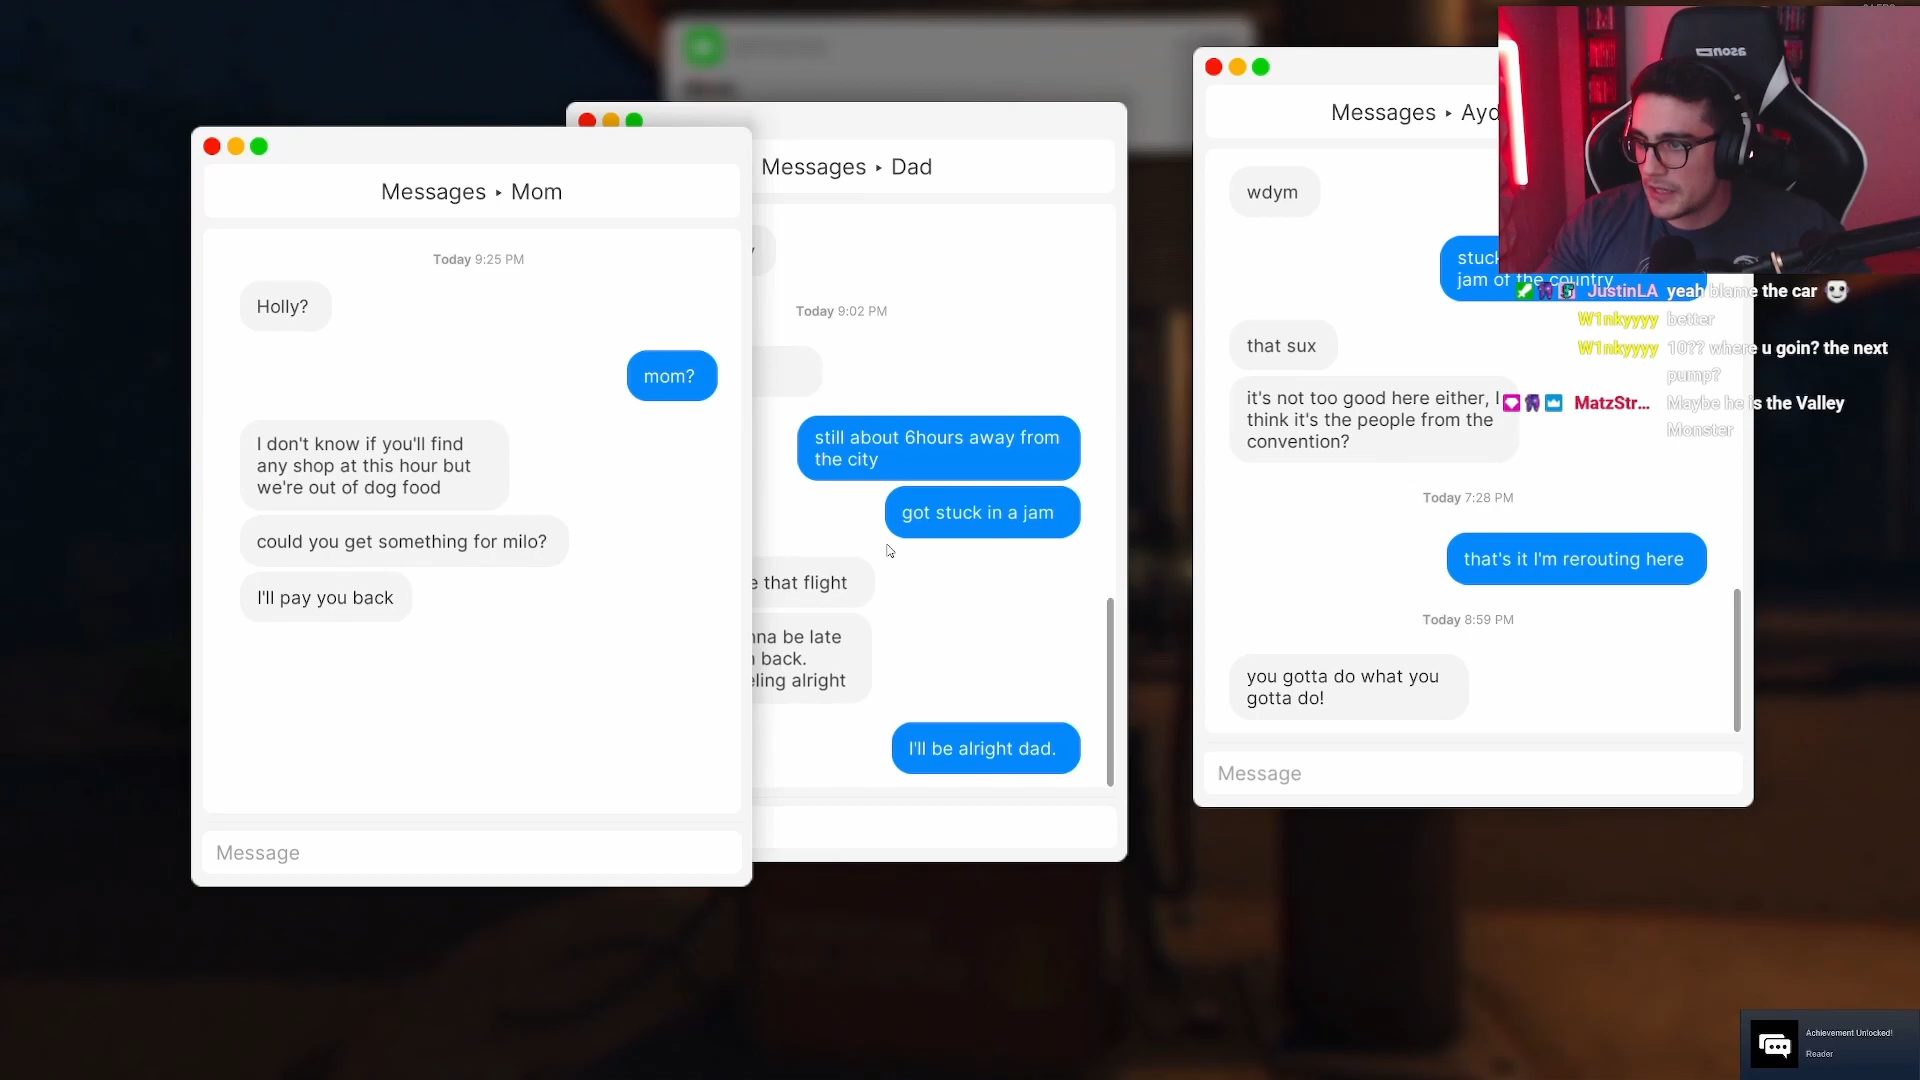 Messages ▸ Mom
Today 9:25 PM
Holly?
mom?
I don't know if you'll find
any shop at this hour but
we're out of dog food
could you get something for milo?
I'll pay you back
Message
Messages ▸ Dad
Today 9:02 PM
still about 6hours away from
the city
got stuck in a jam
that flight
be late
back.
alright
I'll be alright dad.
Messages ▸ Ayd
wdym
stuck
jam of the country
that sux
it's not too good here either, I
think it's the people from the
convention?
Today 7:28 PM
that's it I'm rerouting here
Today 8:59 PM
you gotta do what you
gotta do!
Message
JustinLA yeah blame the car
W1nkyyyy better
W1nkyyyy 10?? where u goin? the next
pump?
MatzStr... Maybe he is the Valley
Monster
Achievement Unlocked!
Reader